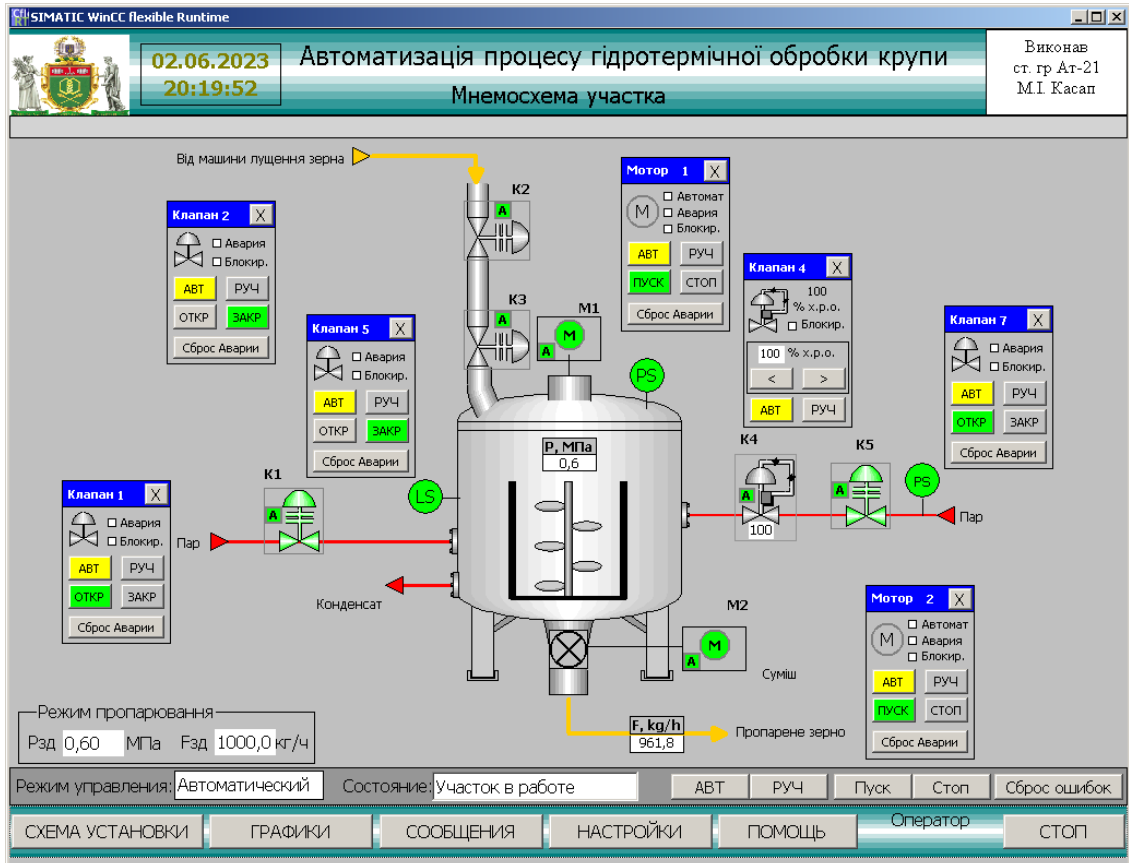 SIMATIC WinCC flexible Runtime
02.06.2023
20:19:52
Автоматизація процесу гідротермічної обробки крупи
Мнемосхема участка
Виконав
ст. гр Ат-21
М.І. Касап
Від машини лущення зерна
К2
Клапан 2 X
Авария
Блокир.
АВТ РУЧ
ОТКР ЗАКР
Сброс Аварии
A
Мотор 1 X
M
Автомат
Авария
Блокир.
АВТ РУЧ
ПУСК СТОП
Сброс Аварии
Клапан 4 X
100
% х.р.о.
Блокир.
100 % х.р.о.
< >
АВТ РУЧ
К3
A
М1
M
A
PS
Клапан 5 X
Авария
Блокир.
АВТ РУЧ
ОТКР ЗАКР
Сброс Аварии
Клапан 7 X
Авария
Блокир.
АВТ РУЧ
ОТКР ЗАКР
Сброс Аварии
P, МПа
0,6
К4
A
100
К5
A
PS
Пар
К1
A
LS
Клапан 1 X
Авария
Блокир.
АВТ РУЧ
ОТКР ЗАКР
Сброс Аварии
Пар
Конденсат
М2
M
A
Суміш
Мотор 2 X
M
Автомат
Авария
Блокир.
АВТ РУЧ
ПУСК СТОП
Сброс Аварии
F, kg/h
961,8
Пропарене зерно
Режим пропарювання
Pзд 0,60 МПа Fзд 1000,0 кг/ч
Режим управления: Автоматический Состояние: Участок в работе АВТ РУЧ Пуск Стоп Сброс ошибок
СХЕМА УСТАНОВКИ ГРАФИКИ СООБЩЕНИЯ НАСТРОЙКИ ПОМОЩЬ Оператор СТОП